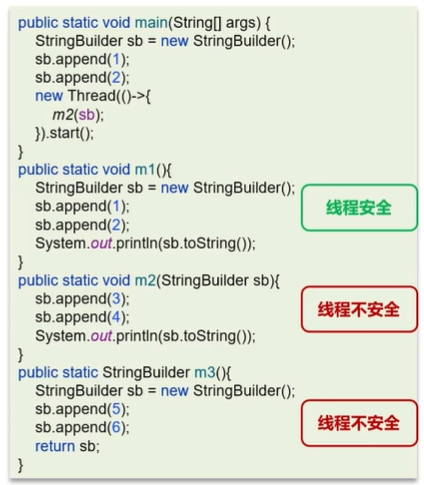 public static void main(String[] args) {
StringBuilder sb = new StringBuilder();
sb.append(1);
sb.append(2);
new Thread(()->{
m2(sb);
}).start();
}
public static void m1(){
StringBuilder sb = new StringBuilder();
sb.append(1);
线程安全
sb.append(2);
System.out.println(sb.toString());
}
public static void m2(StringBuilder sb){
sb.append(3);
线程不安全
sb.append(4);
System.out.println(sb.toString());
}
public static StringBuilder m3(){
StringBuilder sb = new StringBuilder();
sb.append(5);
线程不安全
sb.append(6);
return sb;
}